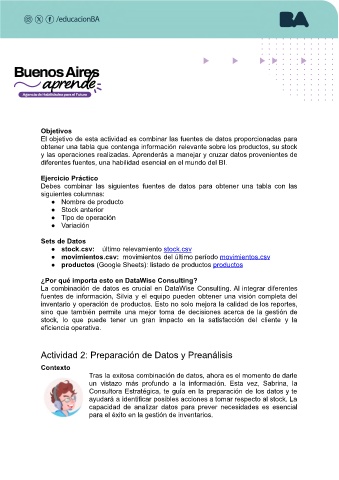 /educacionBA
BA
Buenos Aires
aprende
Agencia de Habilidades para el Futuro
Objetivos
El objetivo de esta actividad es combinar las fuentes de datos proporcionadas para
obtener una tabla que contenga información relevante sobre los productos, su stock
y las operaciones realizadas. Aprenderás a manejar y cruzar datos provenientes de
diferentes fuentes, una habilidad esencial en el mundo del BI.
Ejercicio Práctico
Debes combinar las siguientes fuentes de datos para obtener una tabla con las
siguientes columnas:
● Nombre de producto
● Stock anterior
● Tipo de operación
● Variación
Sets de Datos
● stock.csv: último relevamiento stock.csv
● movimientos.csv: movimientos del último período movimientos.csv
● productos (Google Sheets): listado de productos productos
¿Por qué importa esto en DataWise Consulting?
La combinación de datos es crucial en DataWise Consulting. Al integrar diferentes
fuentes de información, Silvia y el equipo pueden obtener una visión completa del
inventario y operación de productos. Esto no solo mejora la calidad de los reportes,
sino que también permite una mejor toma de decisiones acerca de la gestión de
stock, lo que puede tener un gran impacto en la satisfacción del cliente y la
eficiencia operativa.
Actividad 2: Preparación de Datos y Preanálisis
Contexto
Tras la exitosa combinación de datos, ahora es el momento de darle
un vistazo más profundo a la información. Esta vez, Sabrina, la
Consultora Estratégica, te guía en la preparación de los datos y te
ayudará a identificar posibles acciones a tomar respecto al stock. La
capacidad de analizar datos para prever necesidades es esencial
para el éxito en la gestión de inventarios.